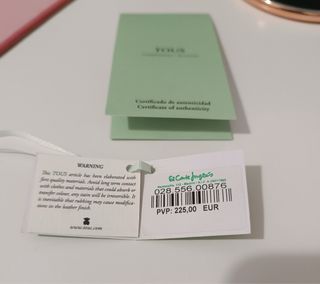 TOUS
Certificado de autenticidad
Certificate of authenticity
WARNING
This TOUS article has been elaborated with
first quality materials. Avoid long term contact
with clothes and materials that could absorb or
transfer colour, any stain will be irreversible. It
is inevitable that rubbing may cause modifica-
tions on the leather finish.
www.tous.com
El Corte Inglés
028 556 00876
PVP: 225,00 EUR